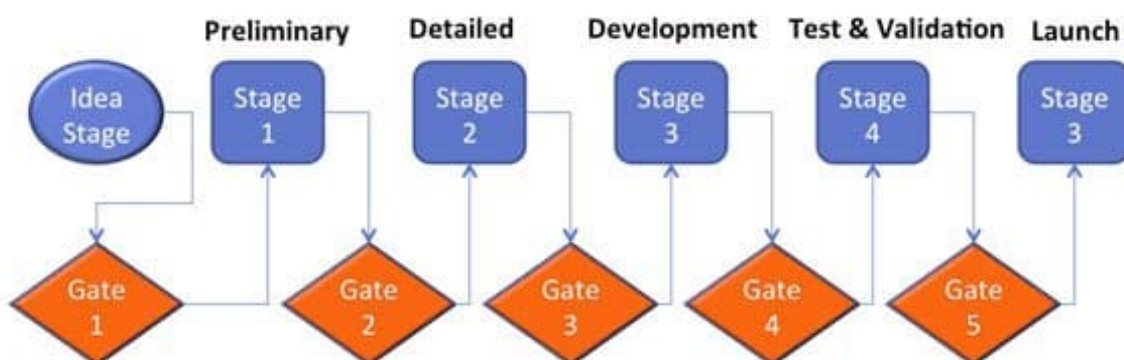 Preliminary Detailed Development Test & Validation Launch
Idea
Stage
Stage
1
Stage
2
Stage
3
Stage
4
Stage
3
Gate
1
Gate
2
Gate
3
Gate
4
Gate
5